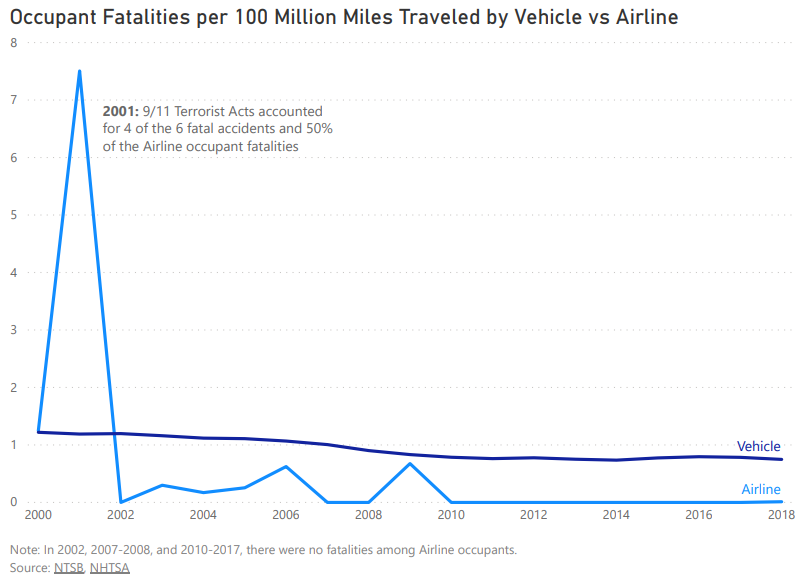 Occupant Fatalities per 100 Million Miles Traveled by Vehicle vs Airline
8
7
2001: 9/11 Terrorist Acts accounted
for 4 of the 6 fatal accidents and 50%
of the Airline occupant fatalities
6
5
4
3
2
1
Vehicle
Airline
0
2000 2002 2004 2006 2008 2010 2012 2014 2016 2018
Note: In 2002, 2007-2008, and 2010-2017, there were no fatalities among Airline occupants.
Source: NTSB, NHTSA